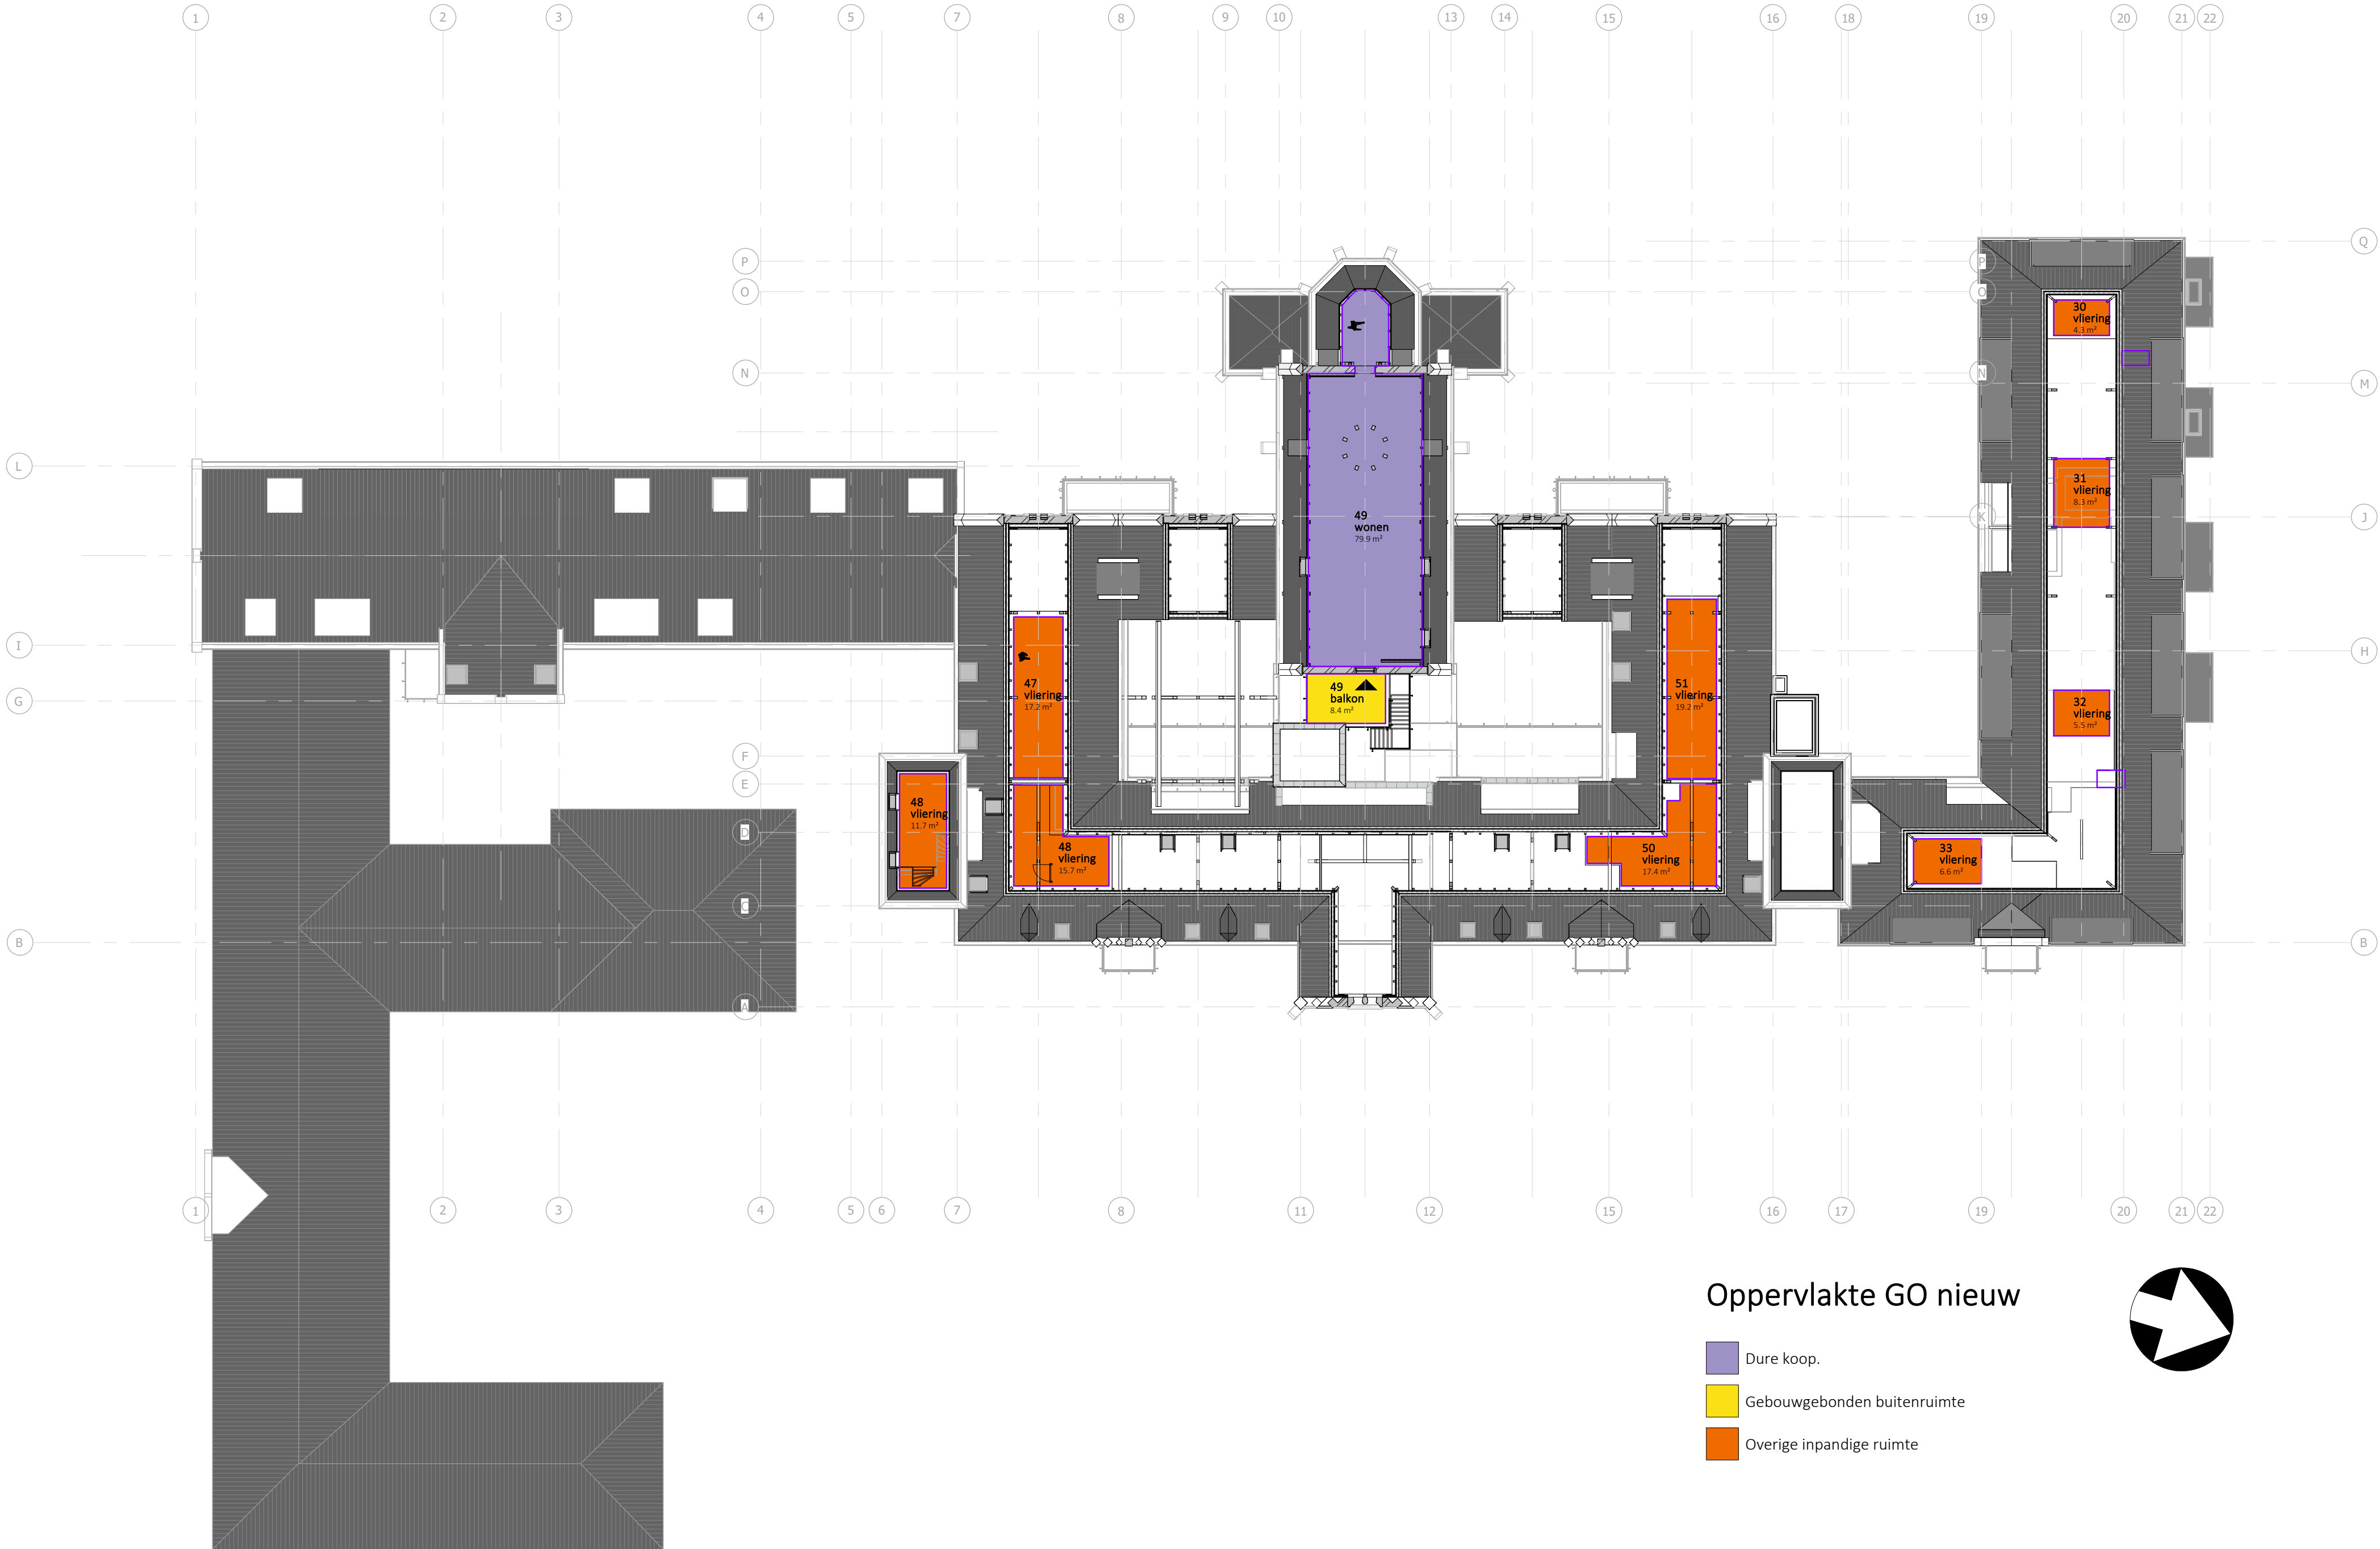 1 2 3 4 5 7 8 9 10 13 14 15 16 18 19 20 21 22
P P Q
O O
30
vliering
4.3 m²
N N M
L
31
vliering
8.3 m²
K J
49
wonen
79.9 m²
I H
47
vliering
17.2 m²
49
balkon
8.4 m²
51
vliering
19.2 m²
G
32
vliering
5.5 m²
F
E
48
vliering
11.7 m²
D
48
vliering
15.7 m²
50
vliering
17.4 m²
33
vliering
6.6 m²
C
B B
A
1 2 3 4 5 6 7 8 11 12 15 16 17 19 20 21 22
Oppervlakte GO nieuw
Dure koop.
Gebouwgebonden buitenruimte
Overige inpandige ruimte